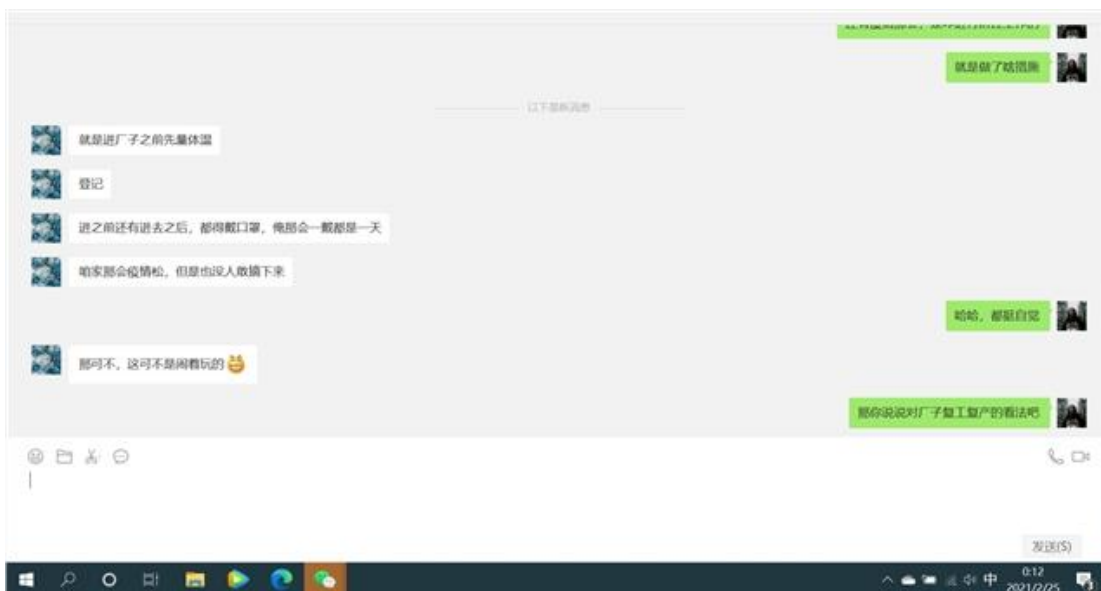 就是做了啥措施
以下是新消息
就是进厂子之前先量体温
登记
进之前还有进去之后，都得戴口罩，俺那会一戴都是一天
咱家那会疫情松，但是也没人敢摘下来
哈哈，都挺自觉
那可不，这可不是闹着玩的
那你说说对厂子复工复产的看法吧
发送(S)
中
0:12
2021/2/25